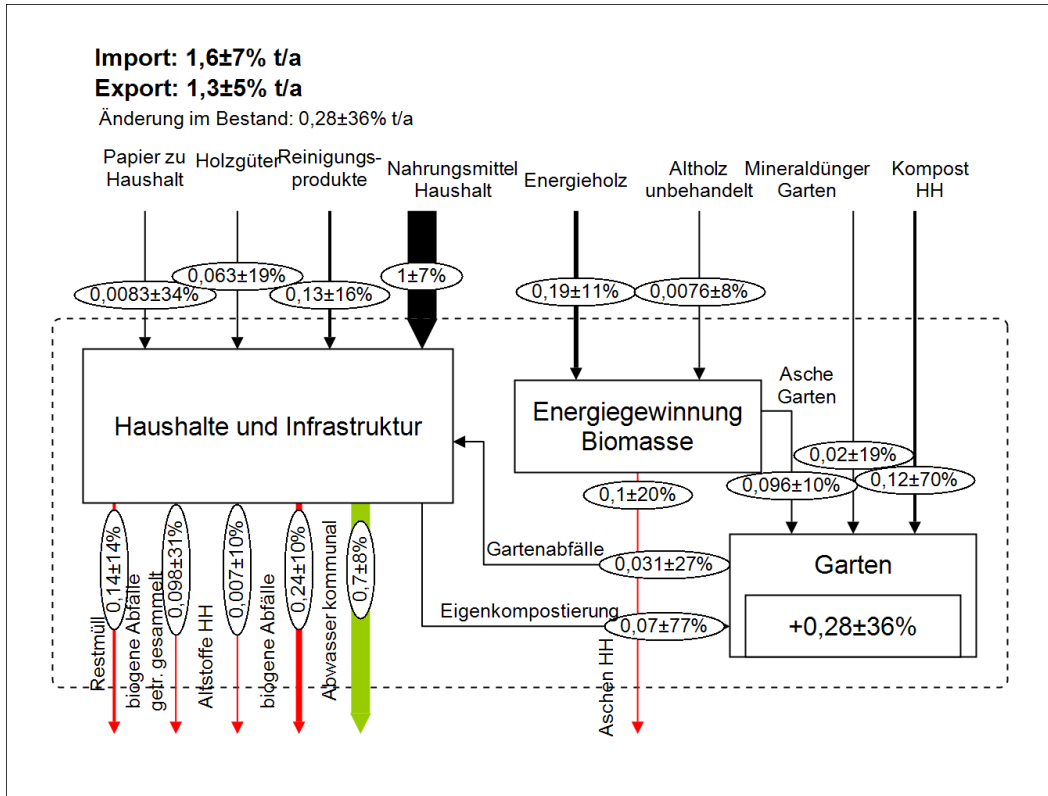 Import: 1,6±7% t/a
Export: 1,3±5% t/a
Änderung im Bestand: 0,28±36% t/a
Papier zu
Haushalt
Holzgüter
Reinigungs-
produkte
Nahrungsmittel
Haushalt
Energieholz
Altholz
unbehandelt
Mineraldünger
Garten
Kompost
HH
0,0083±34%
0,063±19%
0,13±16%
1±7%
0,19±11%
0,0076±8%
Haushalte und Infrastruktur
Energiegewinnung
Biomasse
Asche
Garten
0,02±19%
0,096±10%
0,12±70%
0,1±20%
Gartenabfälle
0,031±27%
Garten
Eigenkompostierung
0,07±77%
+0,28±36%
Restmüll
0,14±14%
biogene Abfälle
getr. gesammelt
0,098±31%
Altstoffe HH
0,007±10%
biogene Abfälle
0,24±10%
Abwasser kommunal
0,7±8%
Aschen HH